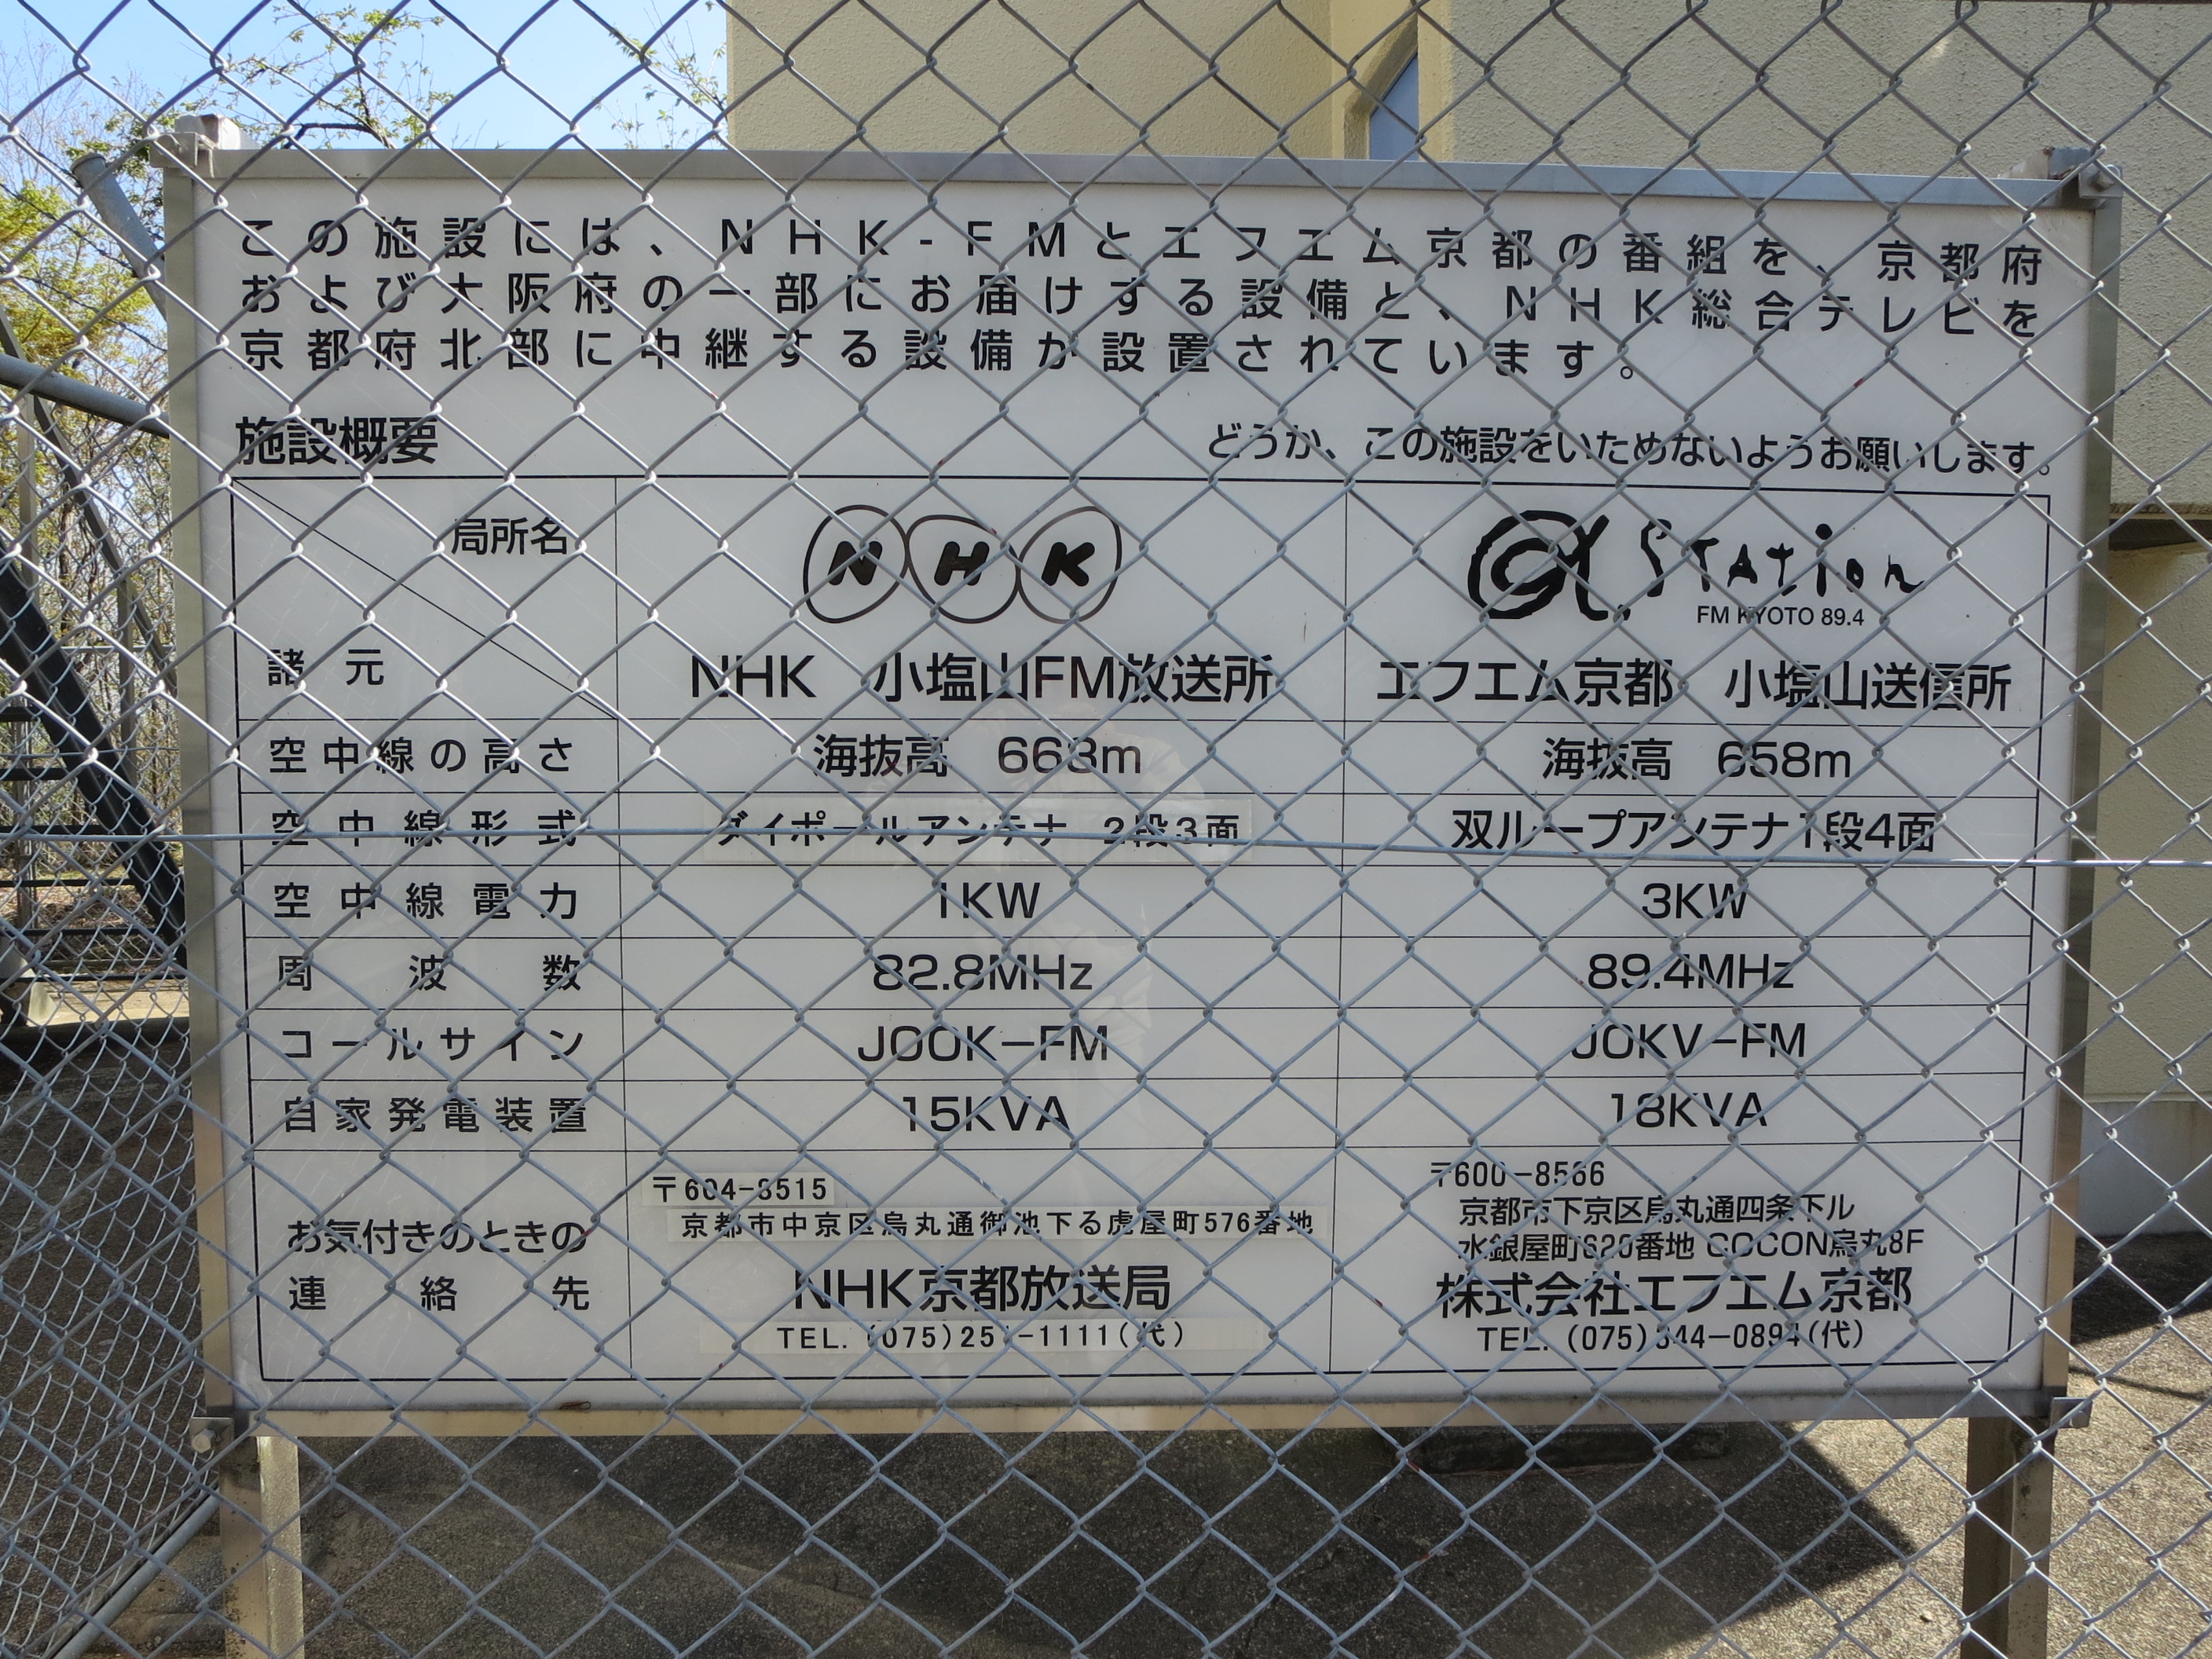 この施設には、NHK-FMとエフエム京都の番組を、京都府
および大阪府の一部にお届けする設備と、NHK総合テレビを
京都府北部に中継する設備が設置されています。
施設概要
どうか、この施設をいためないようお願いします。
局所名
諸元
NHK
NHK 小塩山FM放送所
α Station
FM KYOTO 89.4
エフエム京都 小塩山送信所
空中線の高さ 海抜高 663m 海抜高 658m
空中線形式 ダイポールアンテナ 2段3面 双ループアンテナ1段4面
空中線電力 1KW 3KW
周波数 82.8MHz 89.4MHz
コールサイン JOOK-FM JOKV-FM
自家発電装置 15KVA 18KVA
お気付きのときの
連絡先
〒604-8515
京都市中京区烏丸通御池下る虎屋町576番地
NHK京都放送局
TEL. (075)251-1111(代)
〒600-8566
京都市下京区烏丸通四条下ル
水銀屋町620番地 COCON烏丸8F
株式会社エフエム京都
TEL. (075)344-0894(代)